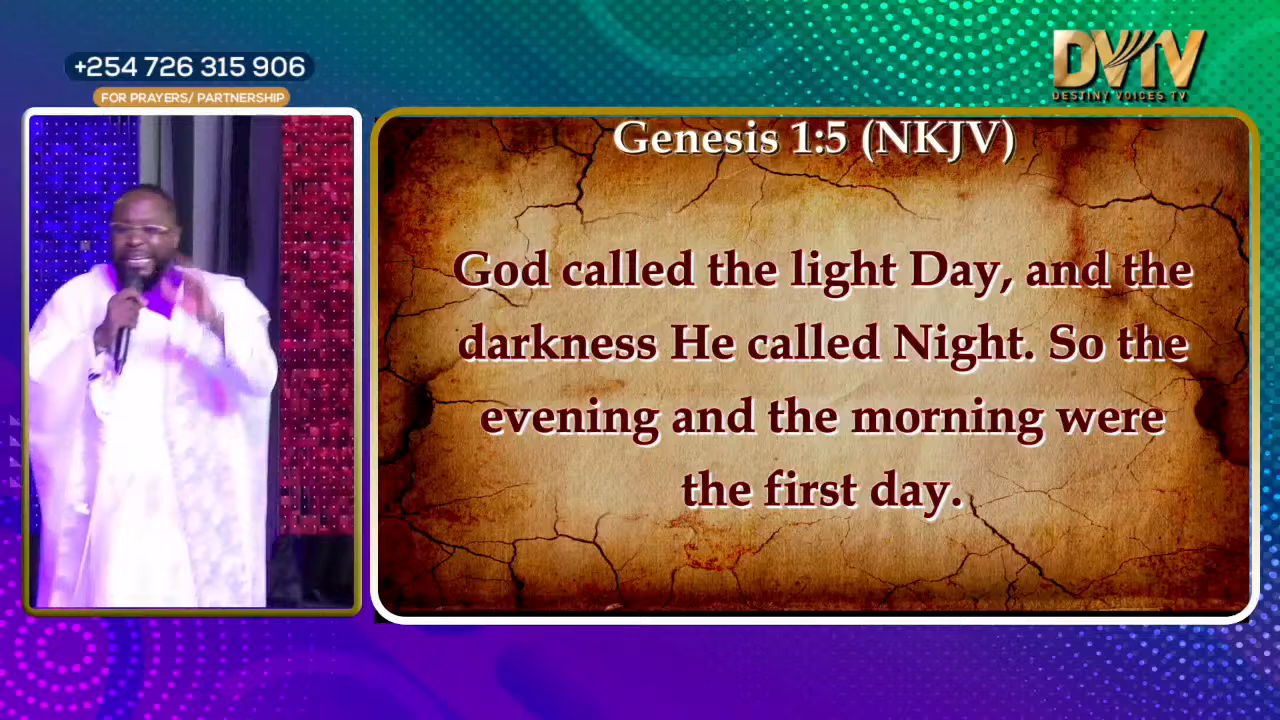 +254 726 315 906
FOR PRAYERS/ PARTNERSHIP
DVTV
DESTINY VOICES TV
Genesis 1:5 (NKJV)
God called the light Day, and the
darkness He called Night. So the
evening and the morning were
the first day.